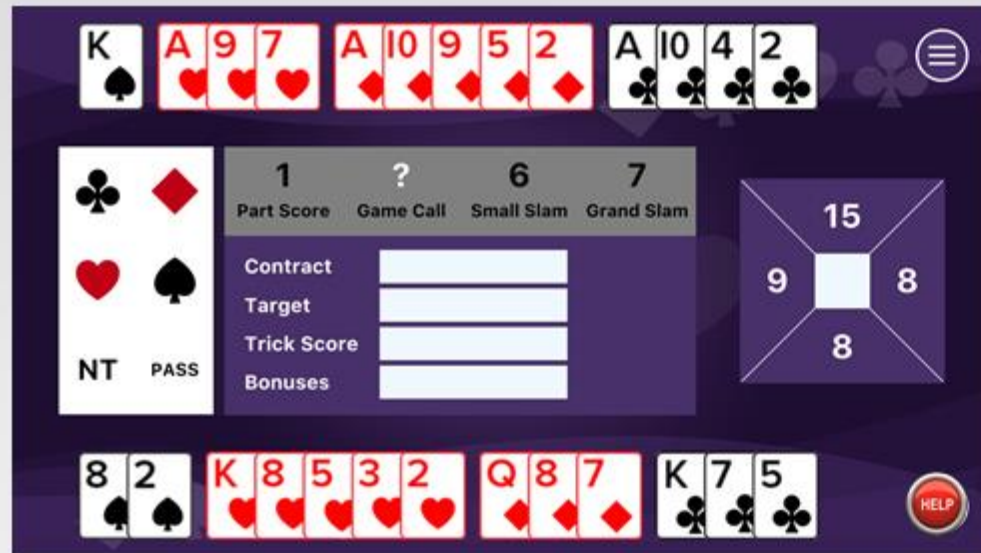 K A 9 7 A 10 9 5 2 A 10 4 2
1 ? 6 7
Part Score Game Call Small Slam Grand Slam
15
Contract
9 8
Target
Trick Score
8
NT PASS
Bonuses
8 2 K 8 5 3 2 Q 8 7 K 7 5
HELP